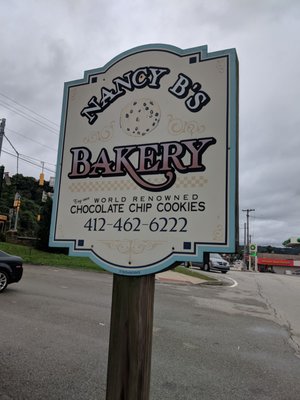 NANCY B'S
BAKERY
WORLD RENOWNED
CHOCOLATE CHIP COOKIES
412-462-6222